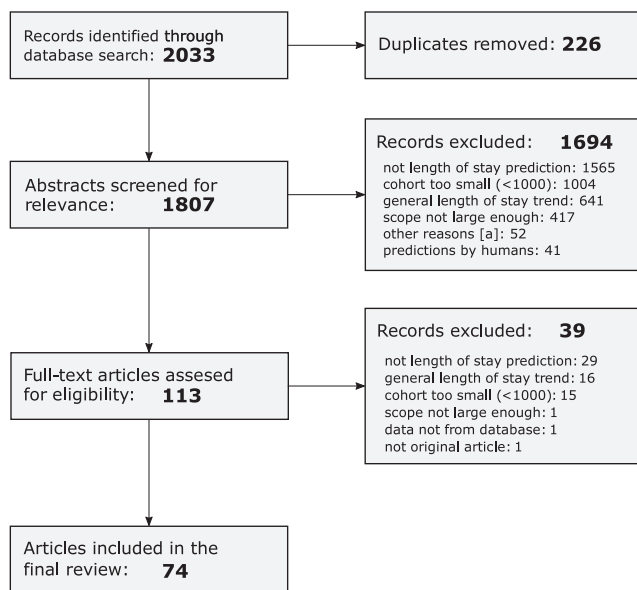 Records identified through
database search: 2033
Duplicates removed: 226
Abstracts screened for
relevance: 1807
Records excluded: 1694
not length of stay prediction: 1565
cohort too small (<1000): 1004
general length of stay trend: 641
scope not large enough: 417
other reasons [a]: 52
predictions by humans: 41
Full-text articles assesed
for eligibility: 113
Records excluded: 39
not length of stay prediction: 29
general length of stay trend: 16
cohort too small (<1000): 15
scope not large enough: 1
data not from database: 1
not original article: 1
Articles included in the
final review: 74